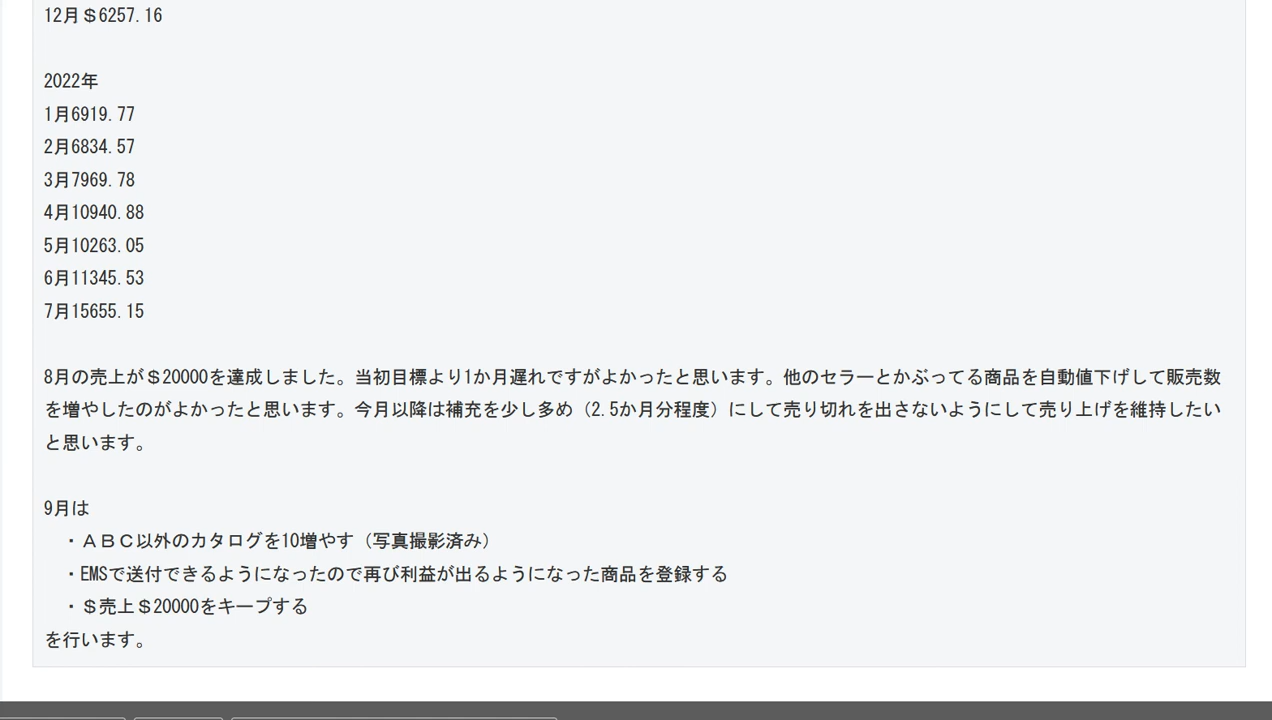 12月＄6257.16
2022年
1月6919.77
2月6834.57
3月7969.78
4月10940.88
5月10263.05
6月11345.53
7月15655.15
8月の売上が＄20000を達成しました。当初目標より1か月遅れですがよかったと思います。他のセラーとかぶってる商品を自動値下げして販売数
を増やしたのがよかったと思います。今月以降は補充を少し多め（2.5か月分程度）にして売り切れを出さないようにして売り上げを維持したい
と思います。
9月は
・ＡＢＣ以外のカタログを10増やす（写真撮影済み）
・EMSで送付できるようになったので再び利益が出るようになった商品を登録する
・＄売上＄20000をキープする
を行います。